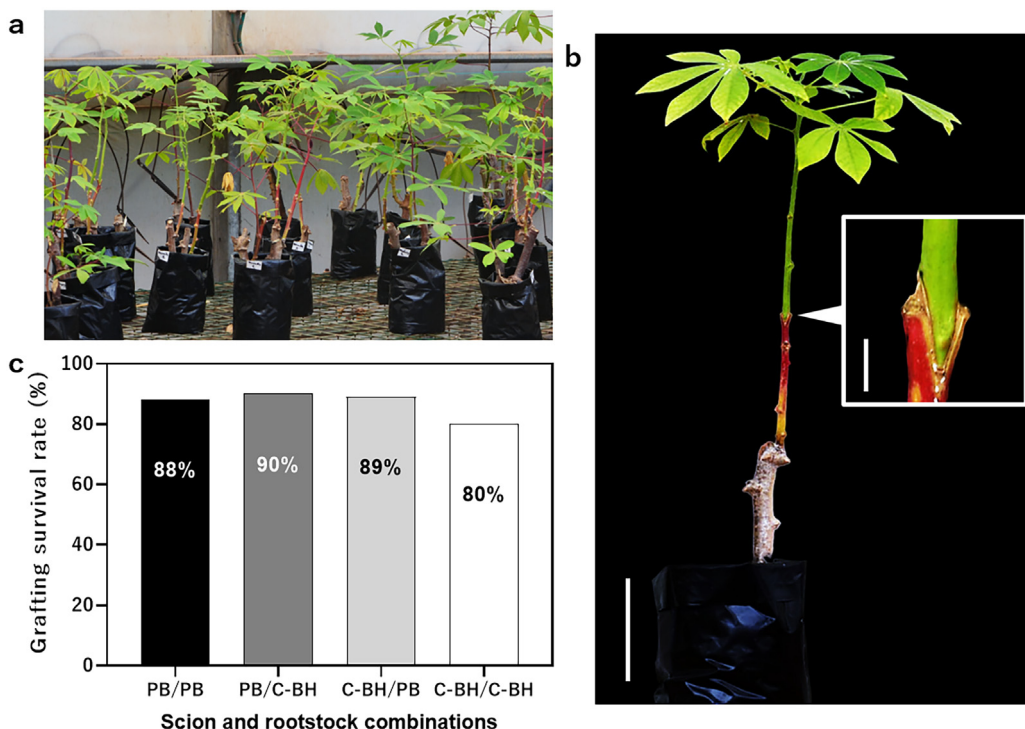 a
b
c
Grafting survival rate (%)
100
80
60
40
20
0
88%
90%
89%
80%
PB/PB
PB/C-BH
C-BH/PB
C-BH/C-BH
Scion and rootstock combinations